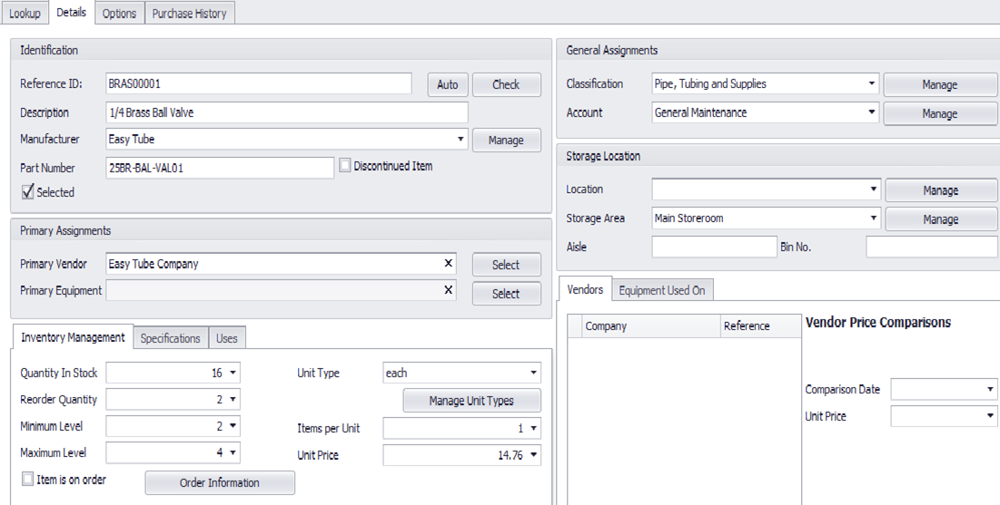 Lookup Details Options Purchase History
Identification
Reference ID: BRAS00001 Auto Check
Description 1/4 Brass Ball Valve
Manufacturer Easy Tube Manage
Part Number 25BR-BAL-VAL01 Discontinued Item
Selected
Primary Assignments
Primary Vendor Easy Tube Company X Select
Primary Equipment X Select
Inventory Management Specifications Uses
Quantity In Stock 16 Unit Type each
Reorder Quantity 2 Manage Unit Types
Minimum Level 2 Items per Unit 1
Maximum Level 4 Unit Price 14.76
Item is on order Order Information
General Assignments
Classification Pipe, Tubing and Supplies Manage
Account General Maintenance Manage
Storage Location
Location Manage
Storage Area Main Storeroom Manage
Aisle Bin No.
Vendors Equipment Used On
Company Reference Vendor Price Comparisons
Comparison Date
Unit Price